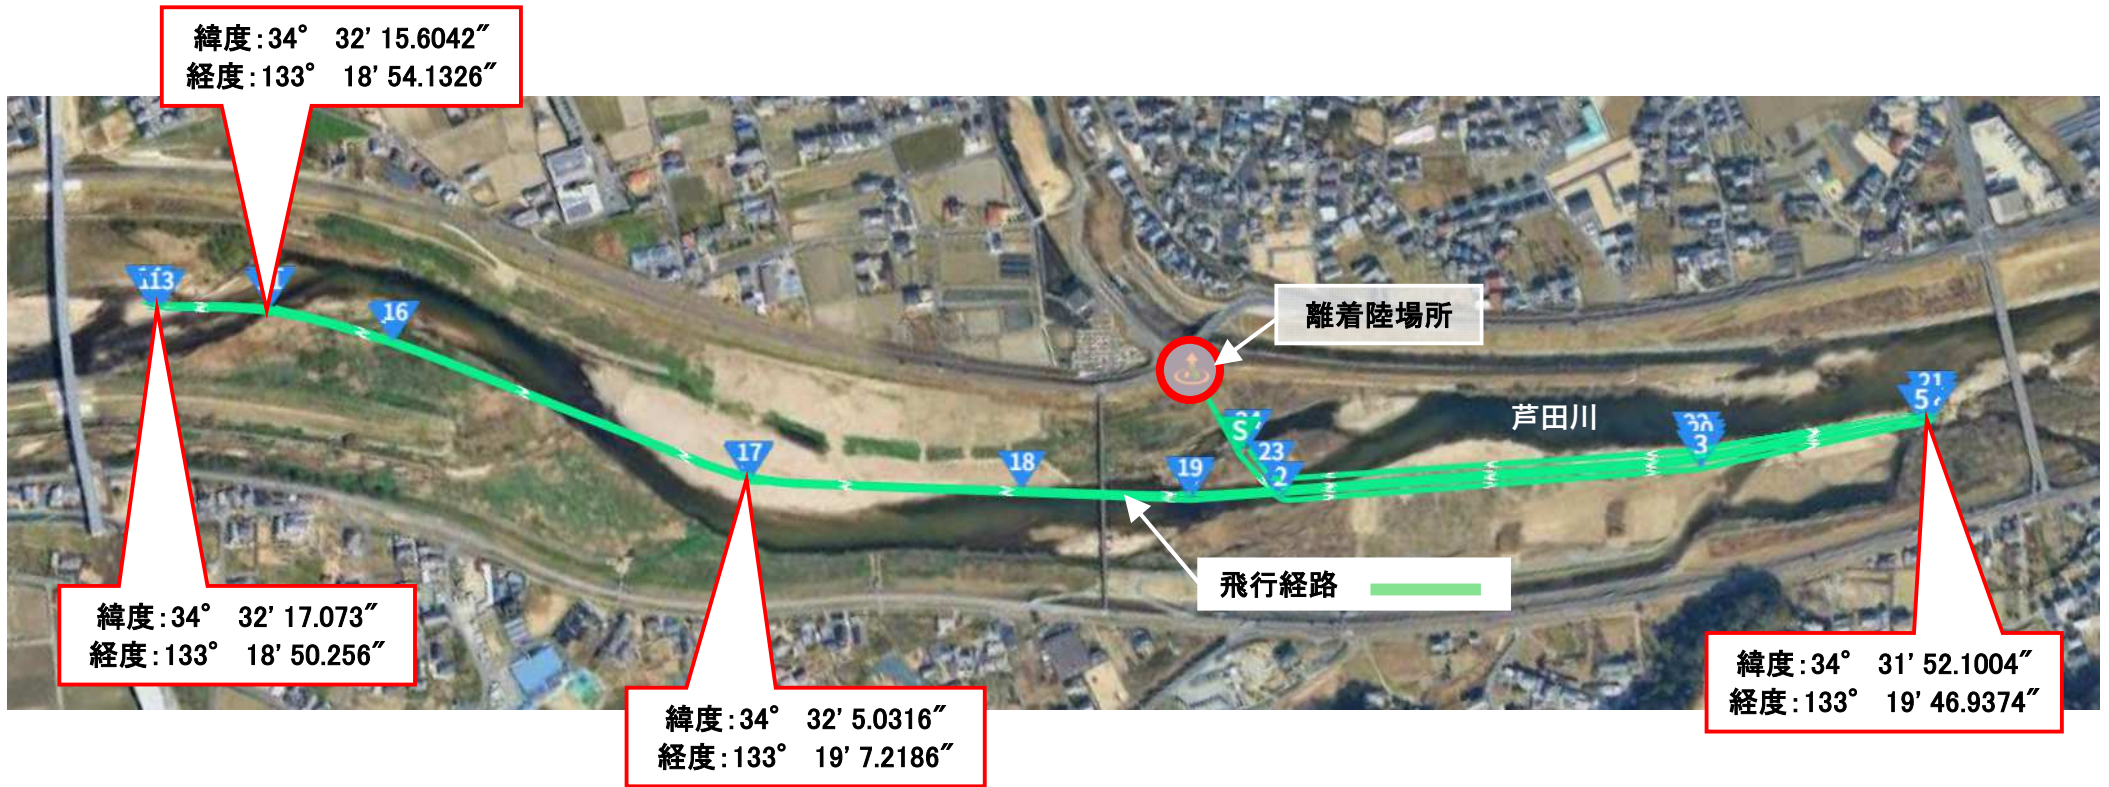 緯度:34° 32’ 15.6042”
経度:133° 18’ 54.1326”
113
16
離着陸場所
芦田川
S
17
18
19
23
2
3
5
飛行経路
緯度:34° 32’ 17.073”
経度:133° 18’ 50.256”
緯度:34° 32’ 5.0316”
経度:133° 19’ 7.2186”
緯度:34° 31’ 52.1004”
経度:133° 19’ 46.9374”